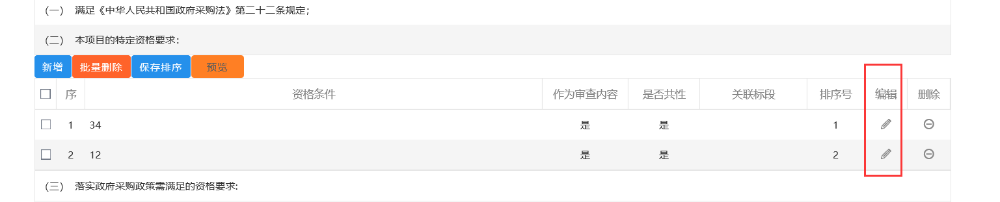 (一) 满足《中华人民共和国政府采购法》第二十二条规定；
(二) 本项目的特定资格要求：
新增 批量删除 保存排序 预览
序 资格条件 作为审查内容 是否共性 关联标段 排序号 编辑 删除
1 34 是 是 1
2 12 是 是 2
(三) 落实政府采购政策需满足的资格要求: